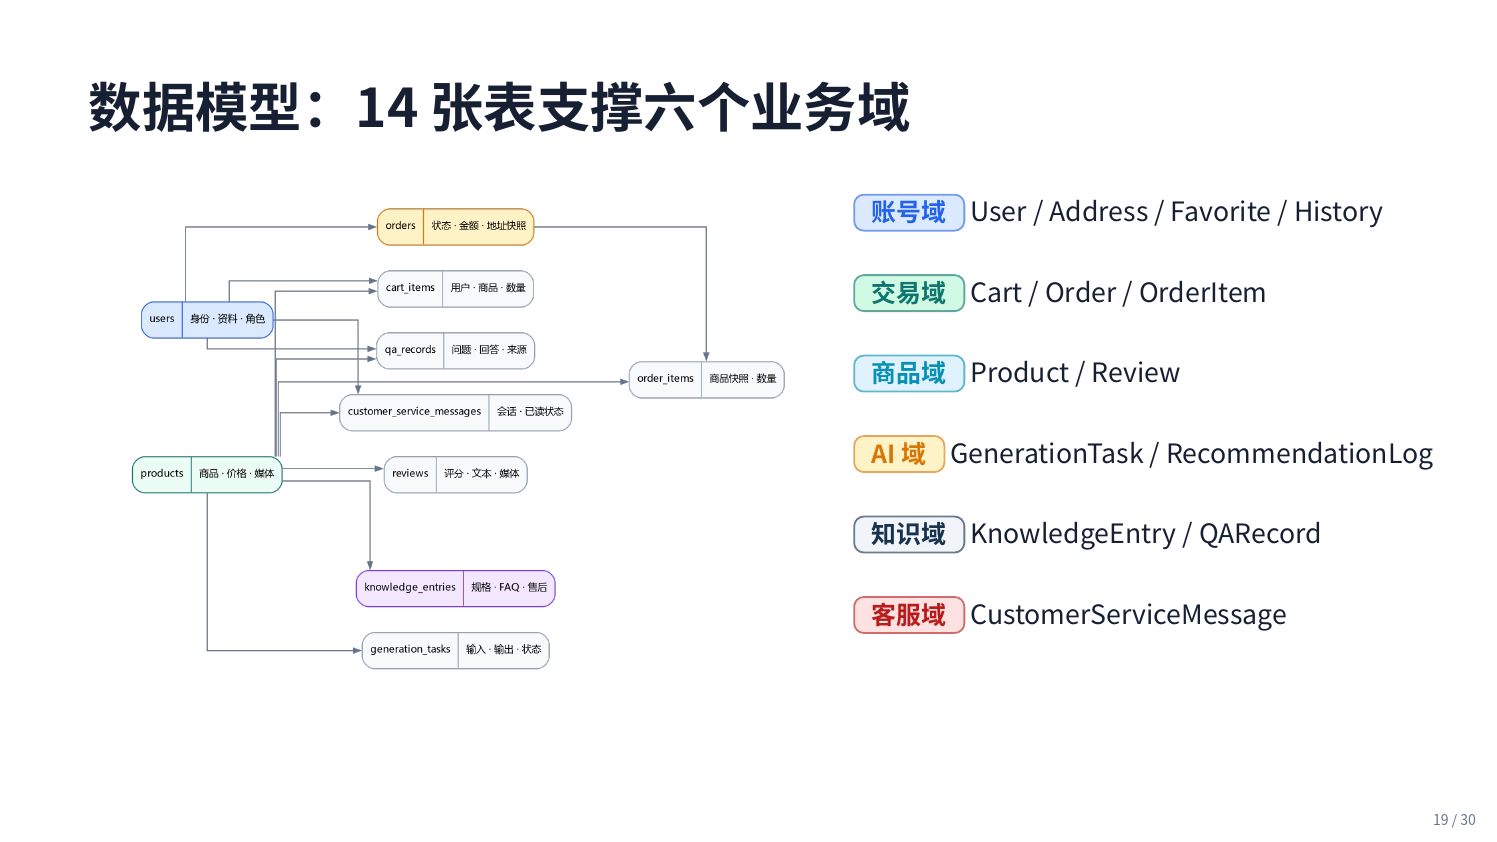 数据模型：14 张表支撑六个业务域
orders 状态 · 金额 · 地址快照
cart_items 用户 · 商品 · 数量
users 身份 · 资料 · 角色
qa_records 问题 · 回答 · 来源
order_items 商品快照 · 数量
customer_service_messages 会话 · 已读状态
products 商品 · 价格 · 媒体
reviews 评分 · 文本 · 媒体
knowledge_entries 规格 · FAQ · 售后
generation_tasks 输入 · 输出 · 状态
账号域 User / Address / Favorite / History
交易域 Cart / Order / OrderItem
商品域 Product / Review
AI 域 GenerationTask / RecommendationLog
知识域 KnowledgeEntry / QARecord
客服域 CustomerServiceMessage
19 / 30